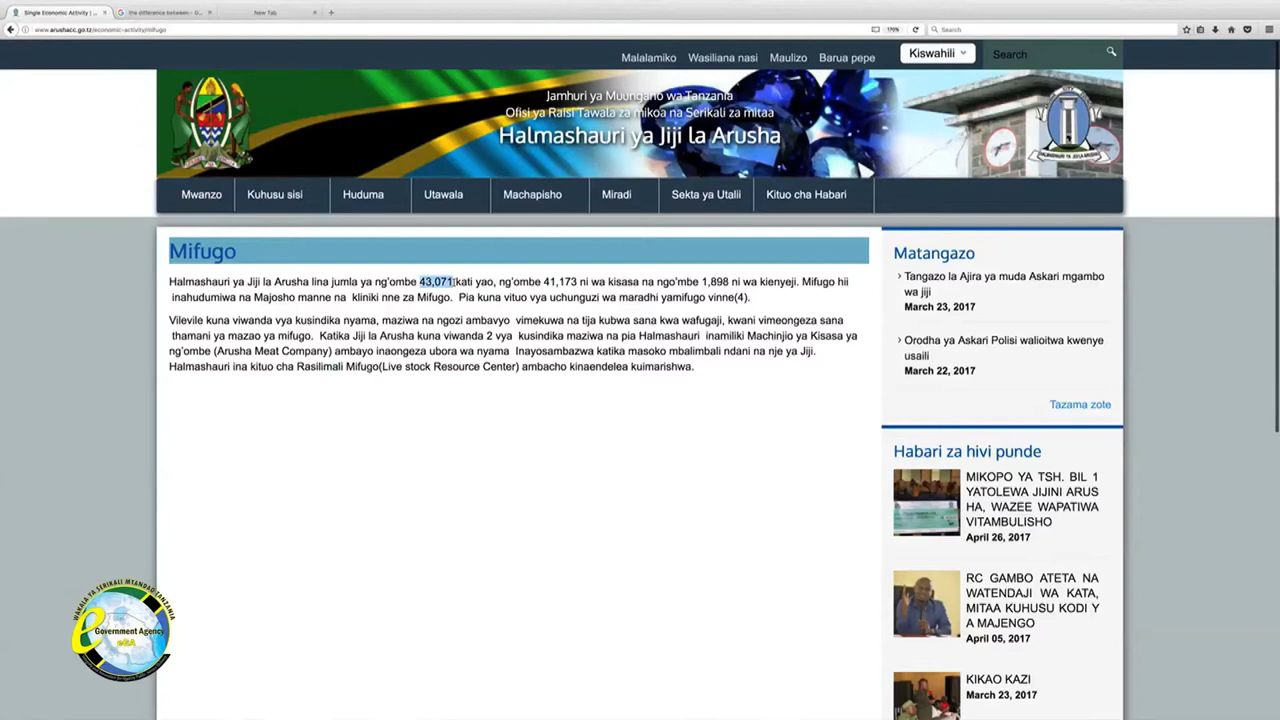 Single Economic Activity | ...
the difference between - G...
New Tab
www.arushacc.go.tz/economic-activity/mifugo
170%
Search
Malalamiko
Wasiliana nasi
Maulizo
Barua pepe
Kiswahili
Search
Jamhuri ya Muungano wa Tanzania
Ofisi ya Raisi Tawala za mikoa na Serikali za mitaa
Halmashauri ya Jiji la Arusha
Mwanzo
Kuhusu sisi
Huduma
Utawala
Machapisho
Miradi
Sekta ya Utalii
Kituo cha Habari
Mifugo
Halmashauri ya Jiji la Arusha lina jumla ya ng'ombe 43,071 kati yao, ng'ombe 41,173 ni wa kisasa na ngo'mbe 1,898 ni wa kienyeji. Mifugo hii
inahudumiwa na Majosho manne na kliniki nne za Mifugo. Pia kuna vituo vya uchunguzi wa maradhi yamifugo vinne(4).
Vilevile kuna viwanda vya kusindika nyama, maziwa na ngozi ambavyo vimekuwa na tija kubwa sana kwa wafugaji, kwani vimeongeza sana
thamani ya mazao ya mifugo. Katika Jiji la Arusha kuna viwanda 2 vya kusindika maziwa na pia Halmashauri inamiliki Machinjio ya Kisasa ya
ng'ombe (Arusha Meat Company) ambayo inaongeza ubora wa nyama Inayosambazwa katika masoko mbalimbali ndani na nje ya Jiji.
Halmashauri ina kituo cha Rasilimali Mifugo(Live stock Resource Center) ambacho kinaendelea kuimarishwa.
Matangazo
Tangazo la Ajira ya muda Askari mgambo
wa jiji
March 23, 2017
Orodha ya Askari Polisi walioitwa kwenye
usaili
March 22, 2017
Tazama zote
Habari za hivi punde
MIKOPO YA TSH. BIL 1
YATOLEWA JIJINI ARUS
HA, WAZEE WAPATIWA
VITAMBULISHO
April 26, 2017
RC GAMBO ATETA NA
WATENDAJI WA KATA,
MITAA KUHUSU KODI Y
A MAJENGO
April 05, 2017
KIKAO KAZI
March 23, 2017
WAKALA YA SERIKALI MTANDAO TANZANIA
e
Government Agency
eGA